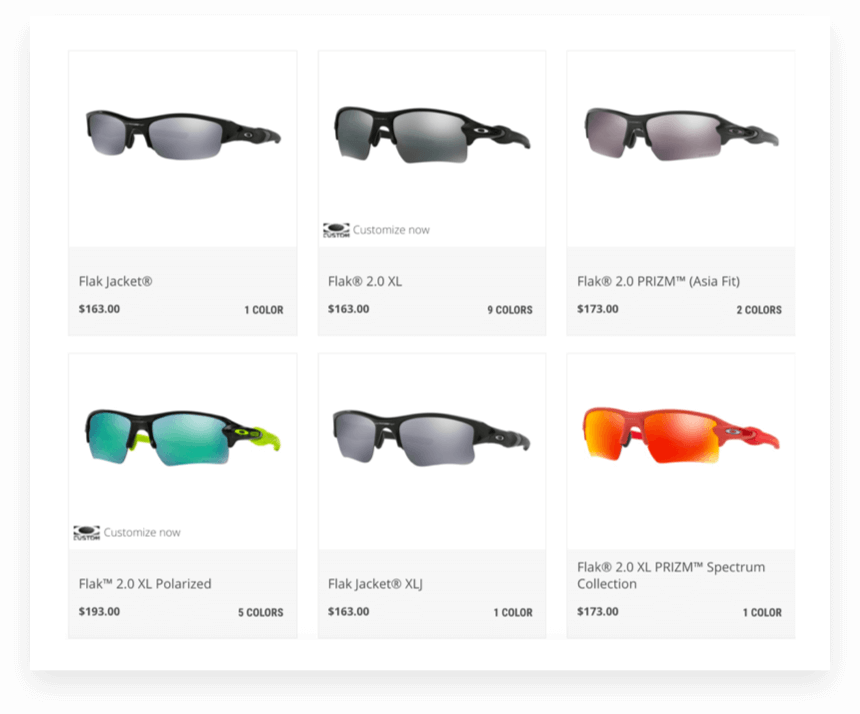 CUSTOM Customize now
Flak Jacket®
$163.00 1 COLOR
Flak® 2.0 XL
$163.00 9 COLORS
Flak® 2.0 PRIZM™ (Asia Fit)
$173.00 2 COLORS
CUSTOM Customize now
Flak™ 2.0 XL Polarized
$193.00 5 COLORS
Flak Jacket® XLJ
$163.00 1 COLOR
Flak® 2.0 XL PRIZM™ Spectrum
Collection
$173.00 1 COLOR